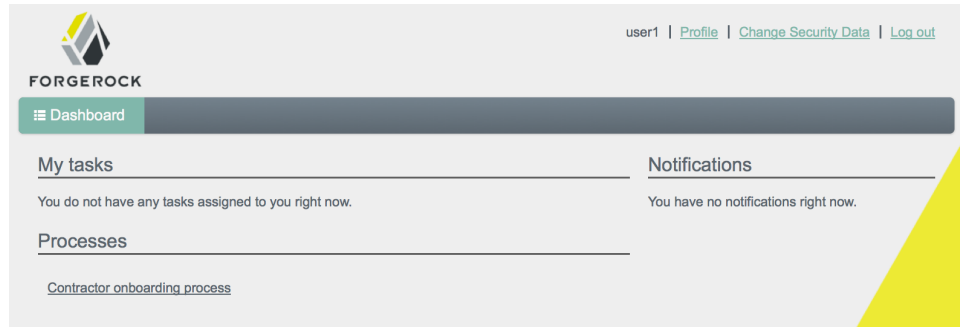 user1 | Profile | Change Security Data | Log out
FORGEROCK
Dashboard
My tasks
You do not have any tasks assigned to you right now.
Processes
Contractor onboarding process
Notifications
You have no notifications right now.